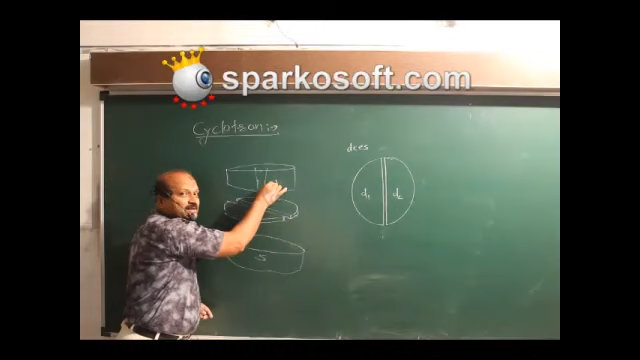 sparkosoft.com
Cyclotron :→
dees
d₁ d₂
S